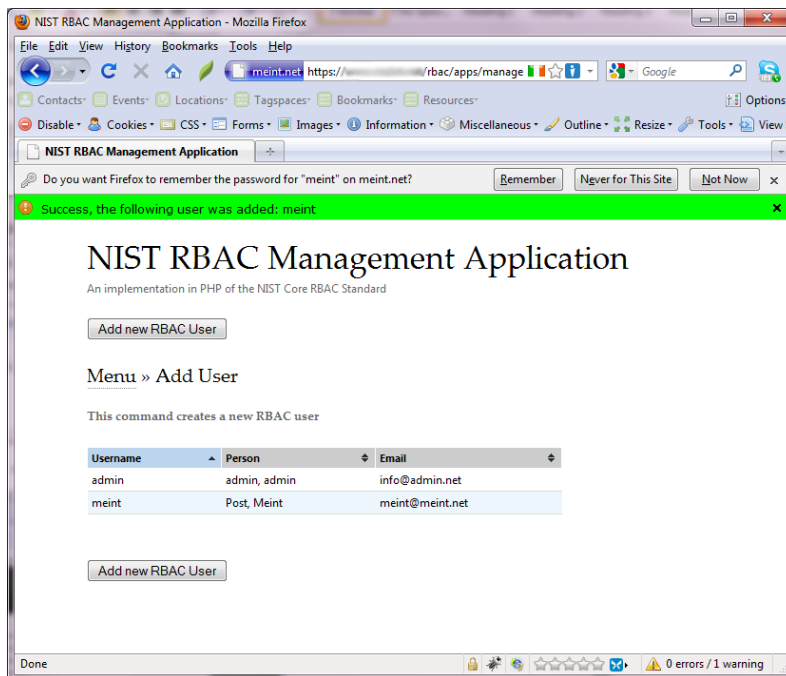 NIST RBAC Management Application - Mozilla Firefox
File Edit View History Bookmarks Tools Help
meint.net https:// /rbac/apps/manage Google
Contacts Events Locations Tagspaces Bookmarks Resources Options
Disable Cookies CSS Forms Images Information Miscellaneous Outline Resize Tools View
NIST RBAC Management Application
Do you want Firefox to remember the password for "meint" on meint.net? Remember Never for This Site Not Now x
Success, the following user was added: meint x
NIST RBAC Management Application
An implementation in PHP of the NIST Core RBAC Standard
Add new RBAC User
Menu » Add User
This command creates a new RBAC user
Username Person Email
admin admin, admin info@admin.net
meint Post, Meint meint@meint.net
Add new RBAC User
Done 0 errors / 1 warning